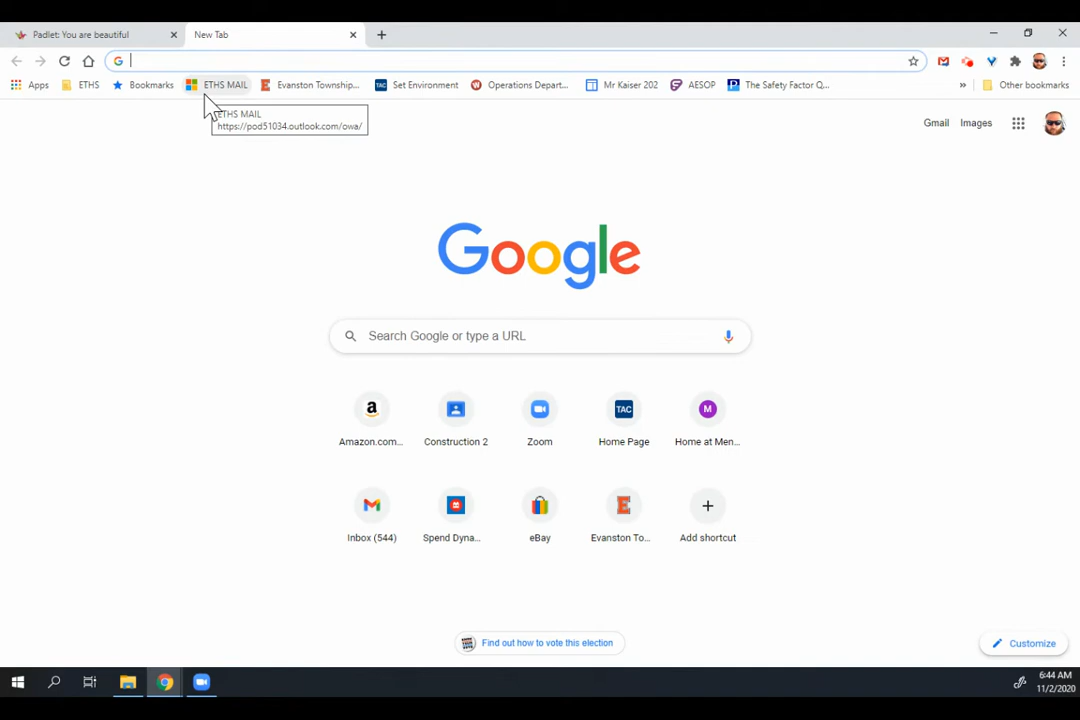 Padlet: You are beautiful
New Tab
Apps
ETHS
Bookmarks
ETHS MAIL
Evanston Township...
TAC
Set Environment
Operations Depart...
Mr Kaiser 202
AESOP
The Safety Factor Q...
»
Other bookmarks
ETHS MAIL
https://pod51034.outlook.com/owa/
Gmail
Images
Google
Search Google or type a URL
Amazon.com...
Construction 2
Zoom
TAC
Home Page
M
Home at Men...
Inbox (544)
Spend Dyna...
eBay
Evanston To...
Add shortcut
Find out how to vote this election
Customize
6:44 AM
11/2/2020